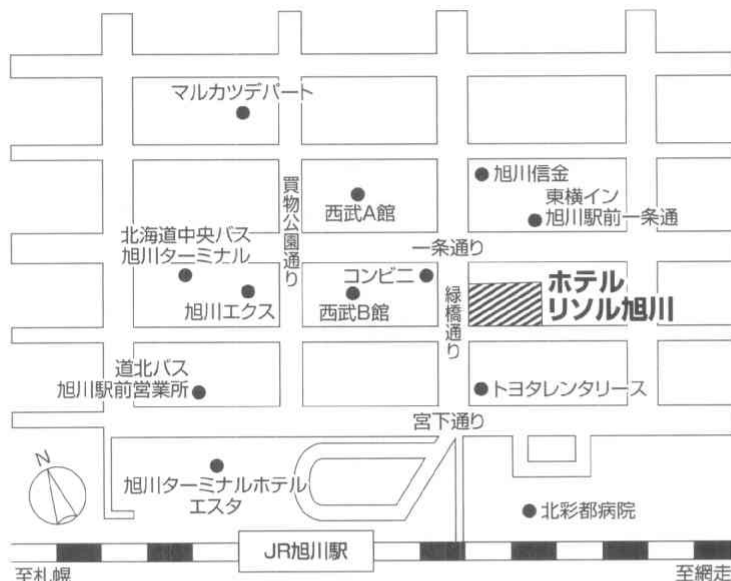 マルカツデパート
旭川信金
買物公園通り
西武A館
東横イン
旭川駅前一条通
北海道中央バス
旭川ターミナル
一条通り
コンビニ
ホテル
リソル旭川
旭川エクス
西武B館
緑橋通り
道北バス
旭川駅前営業所
トヨタレンタリース
宮下通り
N
旭川ターミナルホテル
エスタ
北彩都病院
JR旭川駅
至札幌
至網走